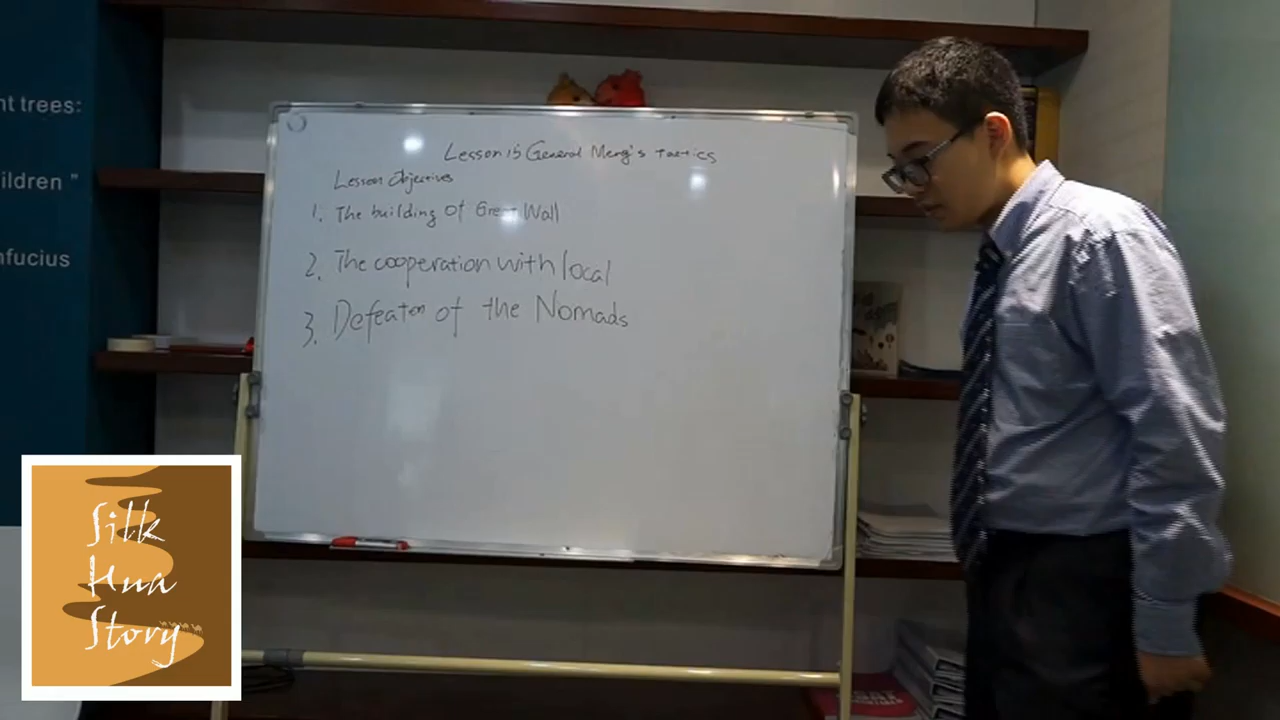 nt trees:
ildren "
nfucius
Lesson 15 General Meng's tactics
Lesson Objectives
1. The building of Great Wall
2. The cooperation with local
3. Defeaton of the Nomads
Silk
Hua
Story